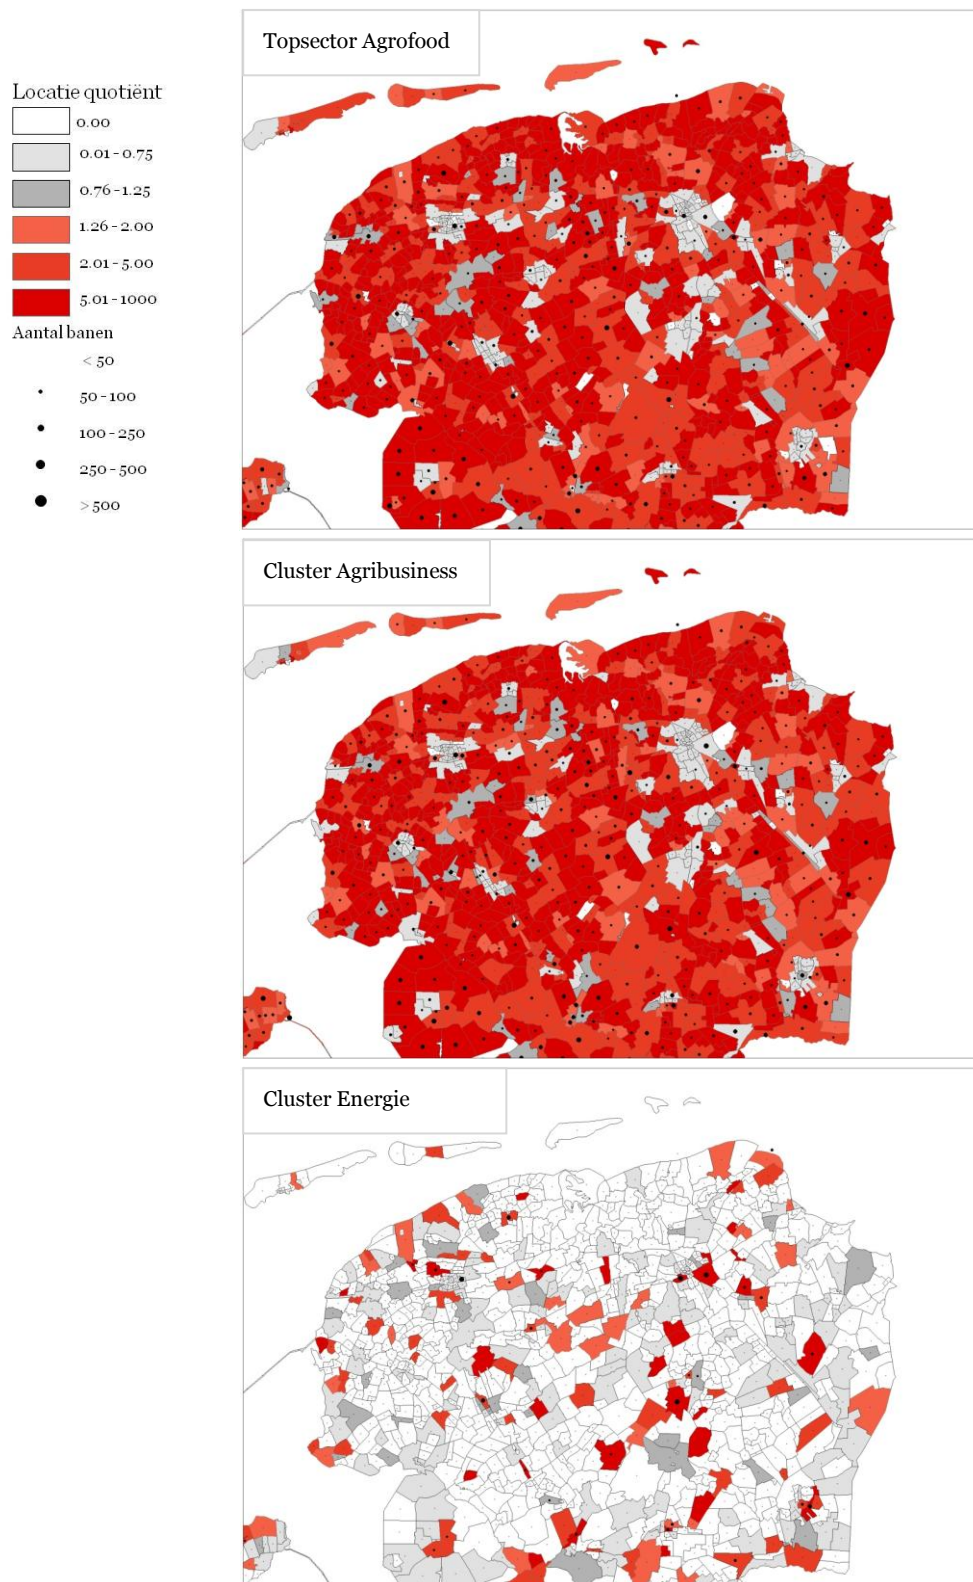 Topsector Agrofood
Locatie quotiënt
0.00
0.01 - 0.75
0.76 - 1.25
1.26 - 2.00
2.01 - 5.00
5.01 - 1000
Aantal banen
< 50
50 - 100
100 - 250
250 - 500
> 500
Cluster Agribusiness
Cluster Energie